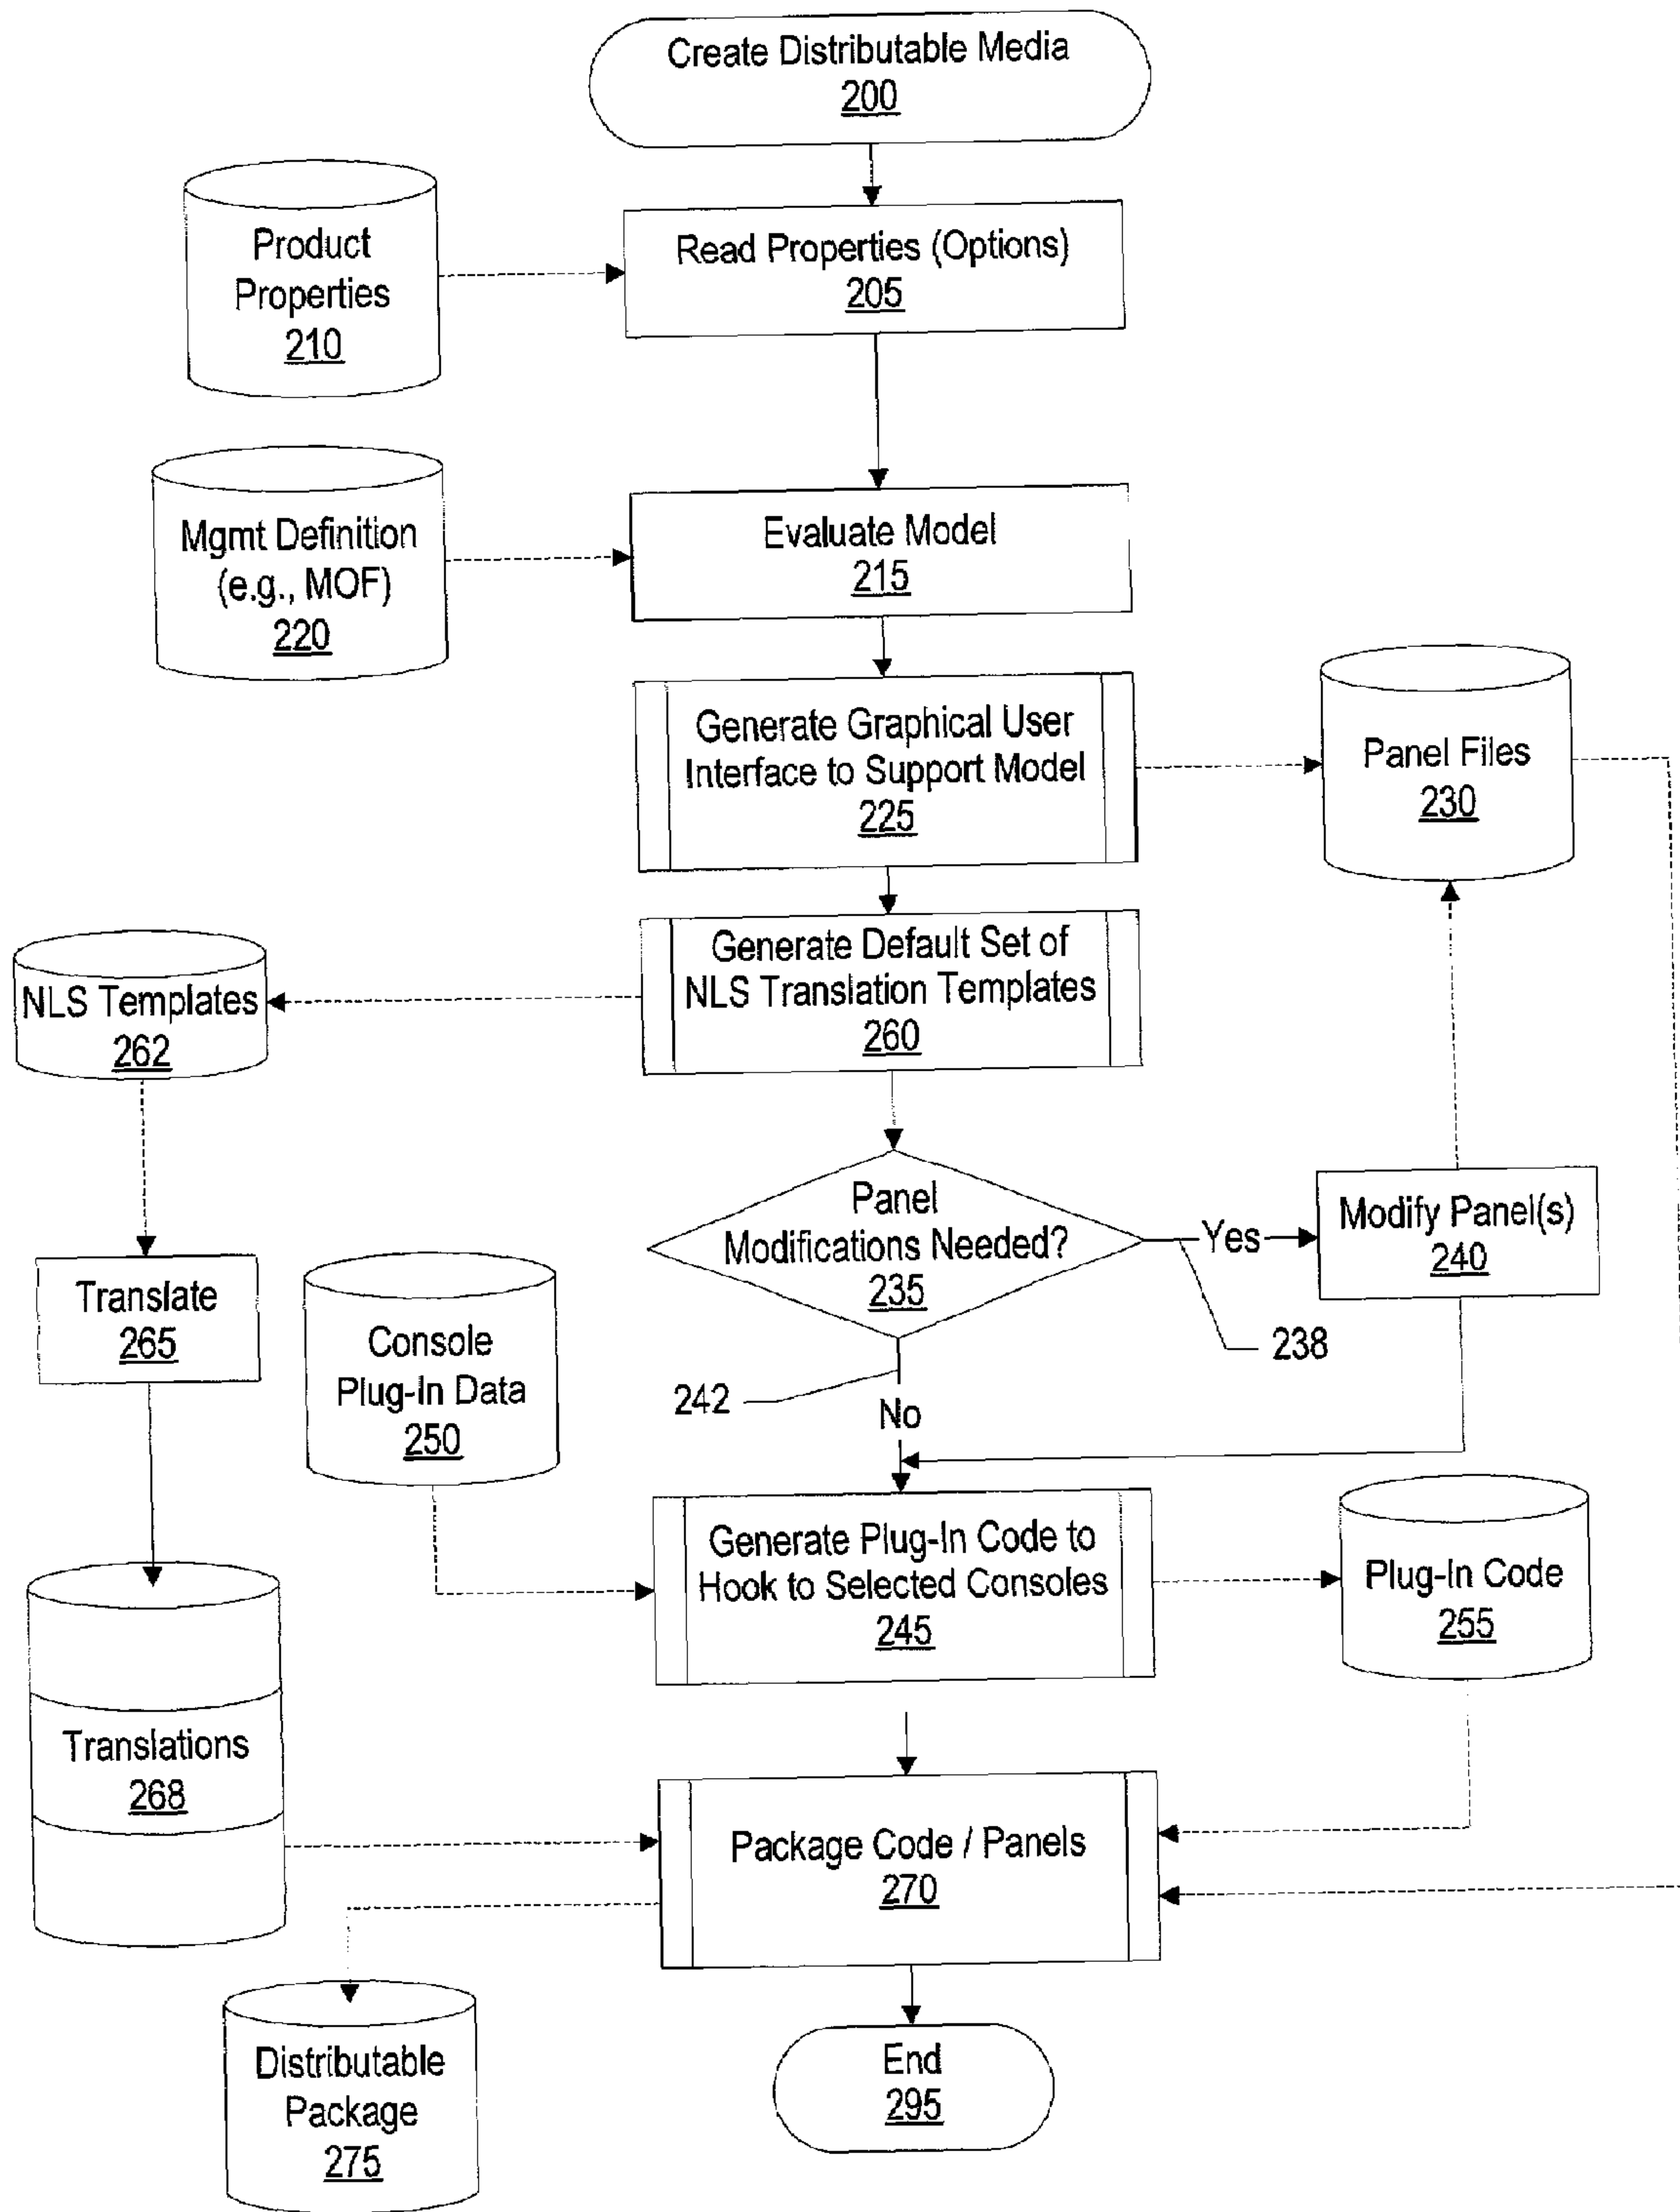 Create Distributable Media
200
Product
Properties
210
Read Properties (Options)
205
Mgmt Definition
(e.g., MOF)
220
Evaluate Model
215
Generate Graphical User
Interface to Support Model
225
Panel Files
230
Generate Default Set of
NLS Translation Templates
260
NLS Templates
262
Panel
Modifications Needed?
235
Yes
Modify Panel(s)
240
238
Translate
265
Console
Plug-In Data
250
242
No
Generate Plug-In Code to
Hook to Selected Consoles
245
Plug-In Code
255
Translations
268
Package Code / Panels
270
Distributable
Package
275
End
295